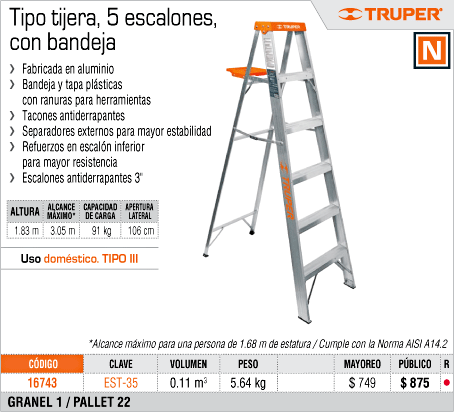 Tipo tijera, 5 escalones,
con bandeja
TRUPER®
N
› Fabricada en aluminio
› Bandeja y tapa plásticas
con ranuras para herramientas
› Tacones antiderrapantes
› Separadores externos para mayor estabilidad
› Refuerzos en escalón inferior
para mayor resistencia
› Escalones antiderrapantes 3"
ALTURA ALCANCE MÁXIMO* CAPACIDAD DE CARGA APERTURA LATERAL
1.83 m 3.05 m 91 kg 106 cm
Uso doméstico. TIPO III
TRUPER
*Alcance máximo para una persona de 1.68 m de estatura / Cumple con la Norma AISI A14.2
CÓDIGO CLAVE VOLUMEN PESO MAYOREO PÚBLICO R
16743 EST-35 0.11 m³ 5.64 kg $ 749 $ 875
GRANEL 1 / PALLET 22